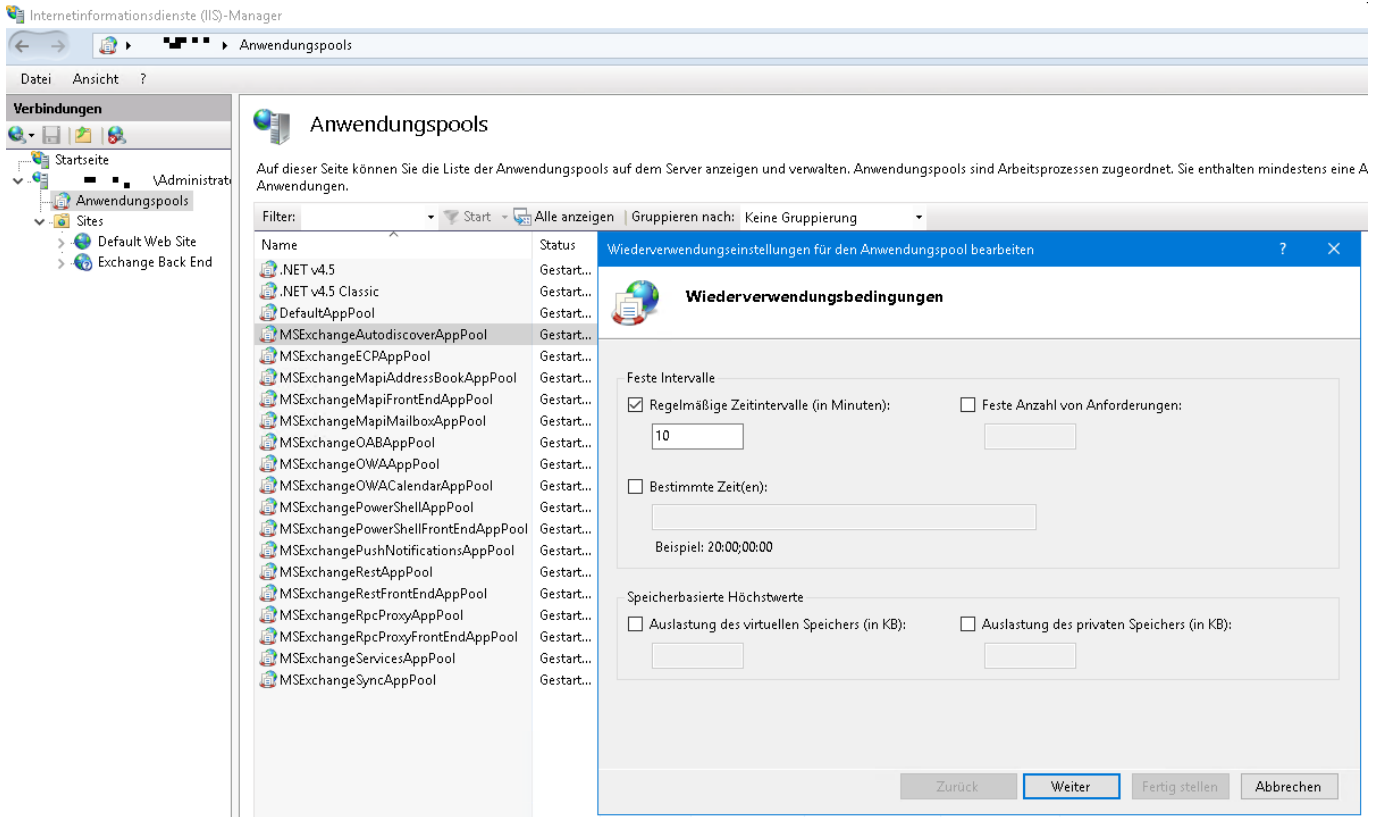 Internetinformationsdienste (IIS)-Manager
Anwendungspools
Datei Ansicht ?
Verbindungen
Startseite
\Administrato
Anwendungspools
Sites
Default Web Site
Exchange Back End
Anwendungspools
Auf dieser Seite können Sie die Liste der Anwendungspools auf dem Server anzeigen und verwalten. Anwendungspools sind Arbeitsprozessen zugeordnet. Sie enthalten mindestens eine A
Anwendungen.
Filter: Start Alle anzeigen Gruppieren nach: Keine Gruppierung
Name Status
.NET v4.5 Gestart...
.NET v4.5 Classic Gestart...
DefaultAppPool Gestart...
MSExchangeAutodiscoverAppPool Gestart...
MSExchangeECPAppPool Gestart...
MSExchangeMapiAddressBookAppPool Gestart...
MSExchangeMapiFrontEndAppPool Gestart...
MSExchangeMapiMailboxAppPool Gestart...
MSExchangeOABAppPool Gestart...
MSExchangeOWAAppPool Gestart...
MSExchangeOWACalendarAppPool Gestart...
MSExchangePowerShellAppPool Gestart...
MSExchangePowerShellFrontEndAppPool Gestart...
MSExchangePushNotificationsAppPool Gestart...
MSExchangeRestAppPool Gestart...
MSExchangeRestFrontEndAppPool Gestart...
MSExchangeRpcProxyAppPool Gestart...
MSExchangeRpcProxyFrontEndAppPool Gestart...
MSExchangeServicesAppPool Gestart...
MSExchangeSyncAppPool Gestart...
Wiederverwendungseinstellungen für den Anwendungspool bearbeiten ?
Wiederverwendungsbedingungen
Feste Intervalle
Regelmäßige Zeitintervalle (in Minuten): Feste Anzahl von Anforderungen:
10
Bestimmte Zeit(en):
Beispiel: 20:00;00:00
Speicherbasierte Höchstwerte
Auslastung des virtuellen Speichers (in KB): Auslastung des privaten Speichers (in KB):
Zurück Weiter Fertig stellen Abbrechen